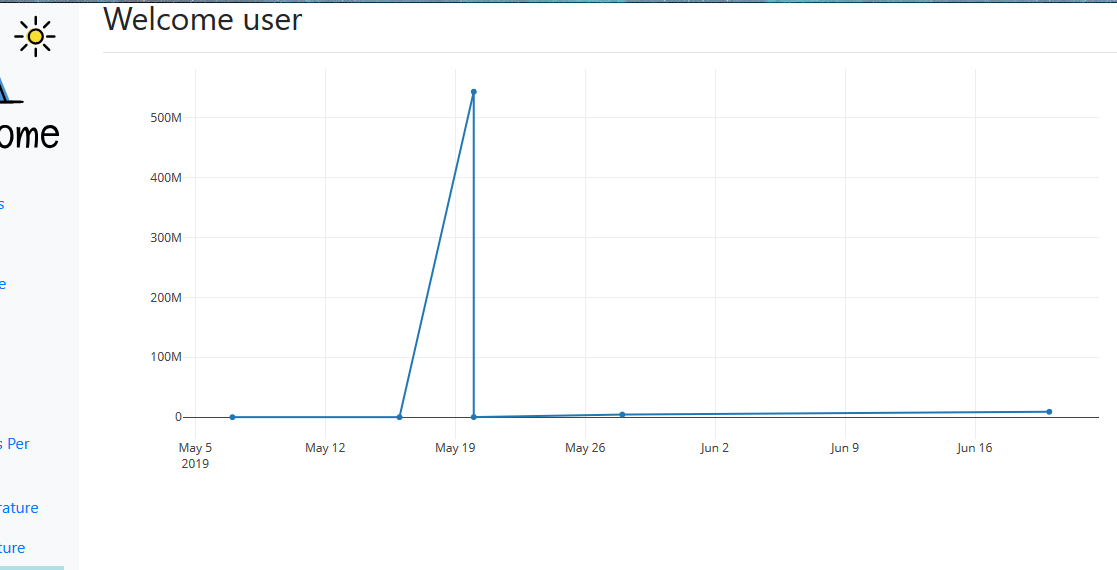 Welcome user
ome
s
e
s Per
rature
ture
500M
400M
300M
200M
100M
0
May 5 May 12 May 19 May 26 Jun 2 Jun 9 Jun 16
2019